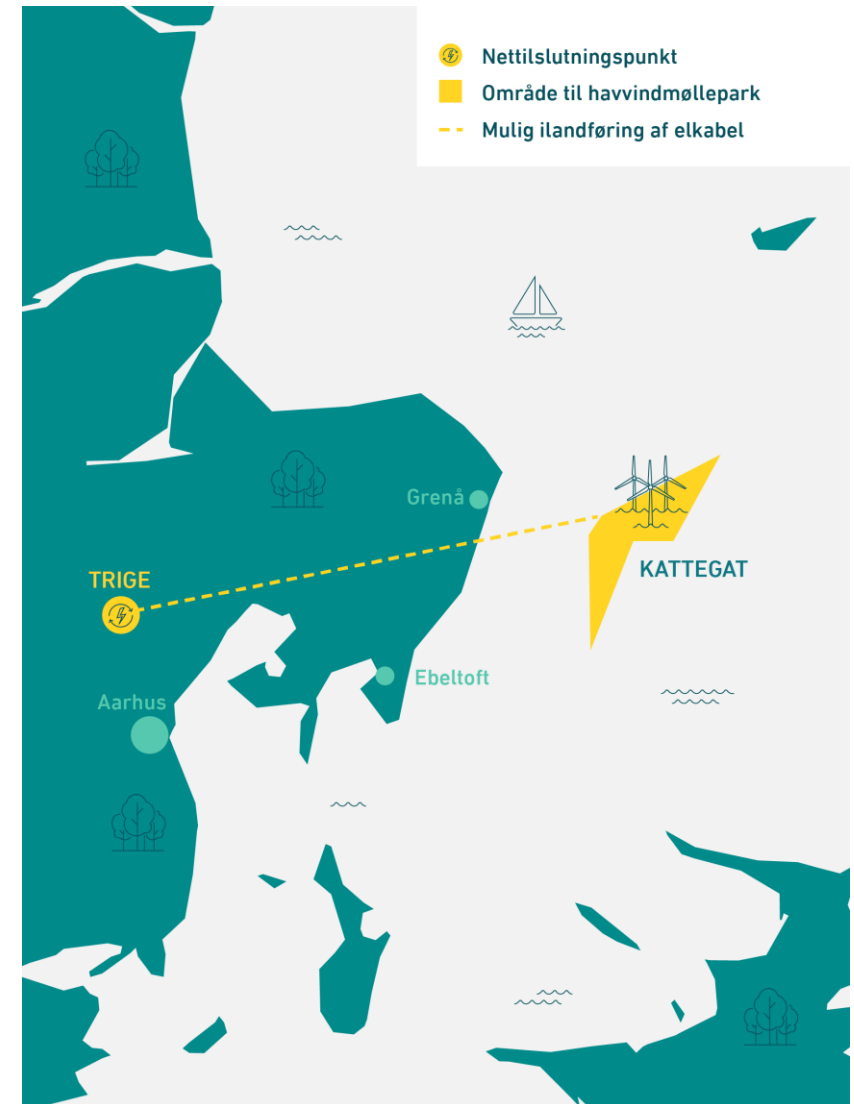 Nettilslutningspunkt
Område til havvindmøllepark
Mulig ilandføring af elkabel
Grenå
KATTEGAT
TRIGE
Ebeltoft
Aarhus